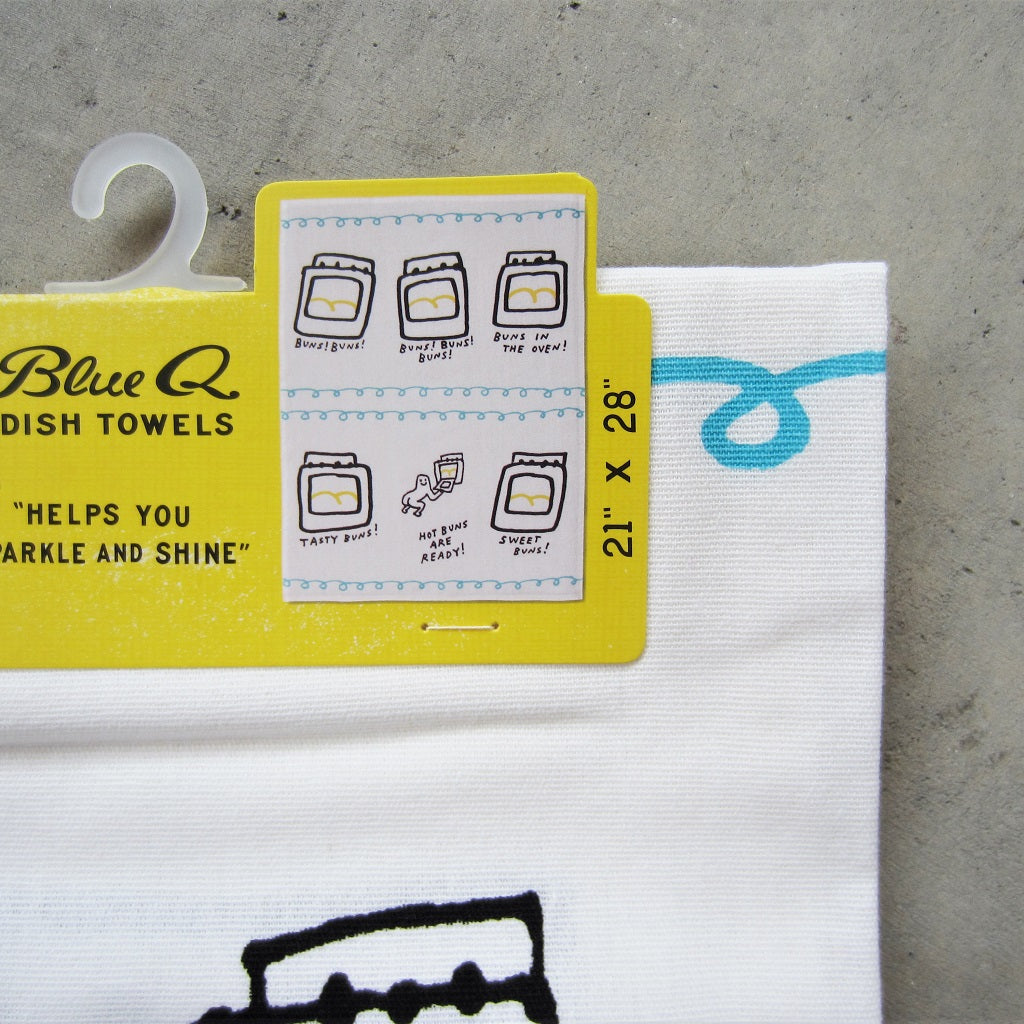 Blue Q
DISH TOWELS
"HELPS YOU
PARKLE AND SHINE"
BUNS! BUNS!
BUNS! BUNS!
BUNS!
BUNS IN
THE OVEN!
TASTY BUNS!
HOT BUNS
ARE
READY!
SWEET
BUNS!
21" X 28"